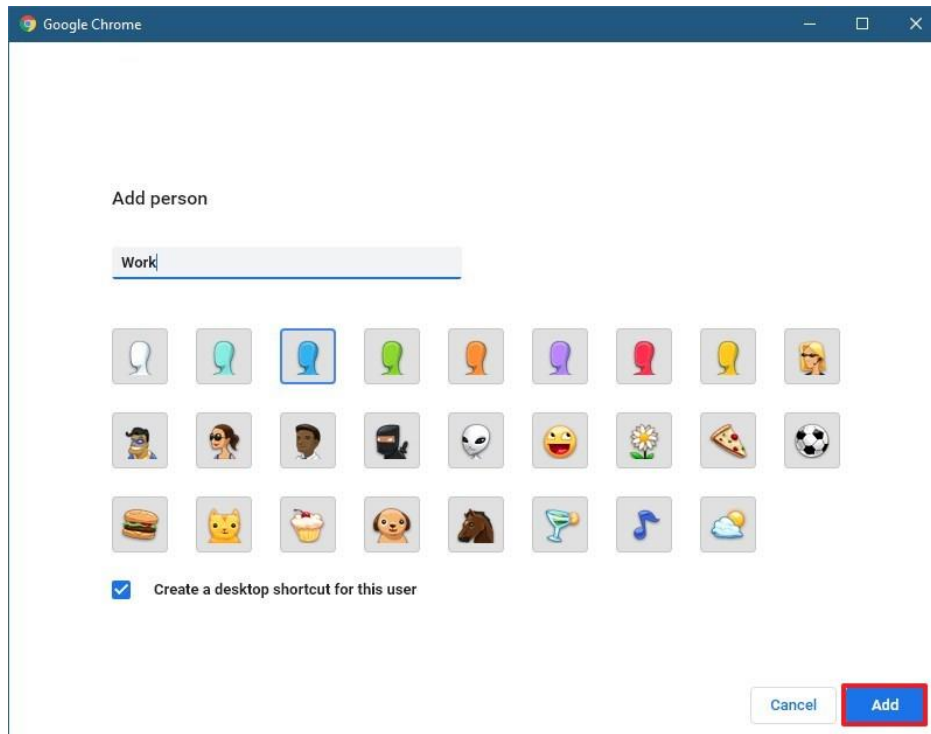 Google Chrome
Add person
Work
Create a desktop shortcut for this user
Cancel
Add